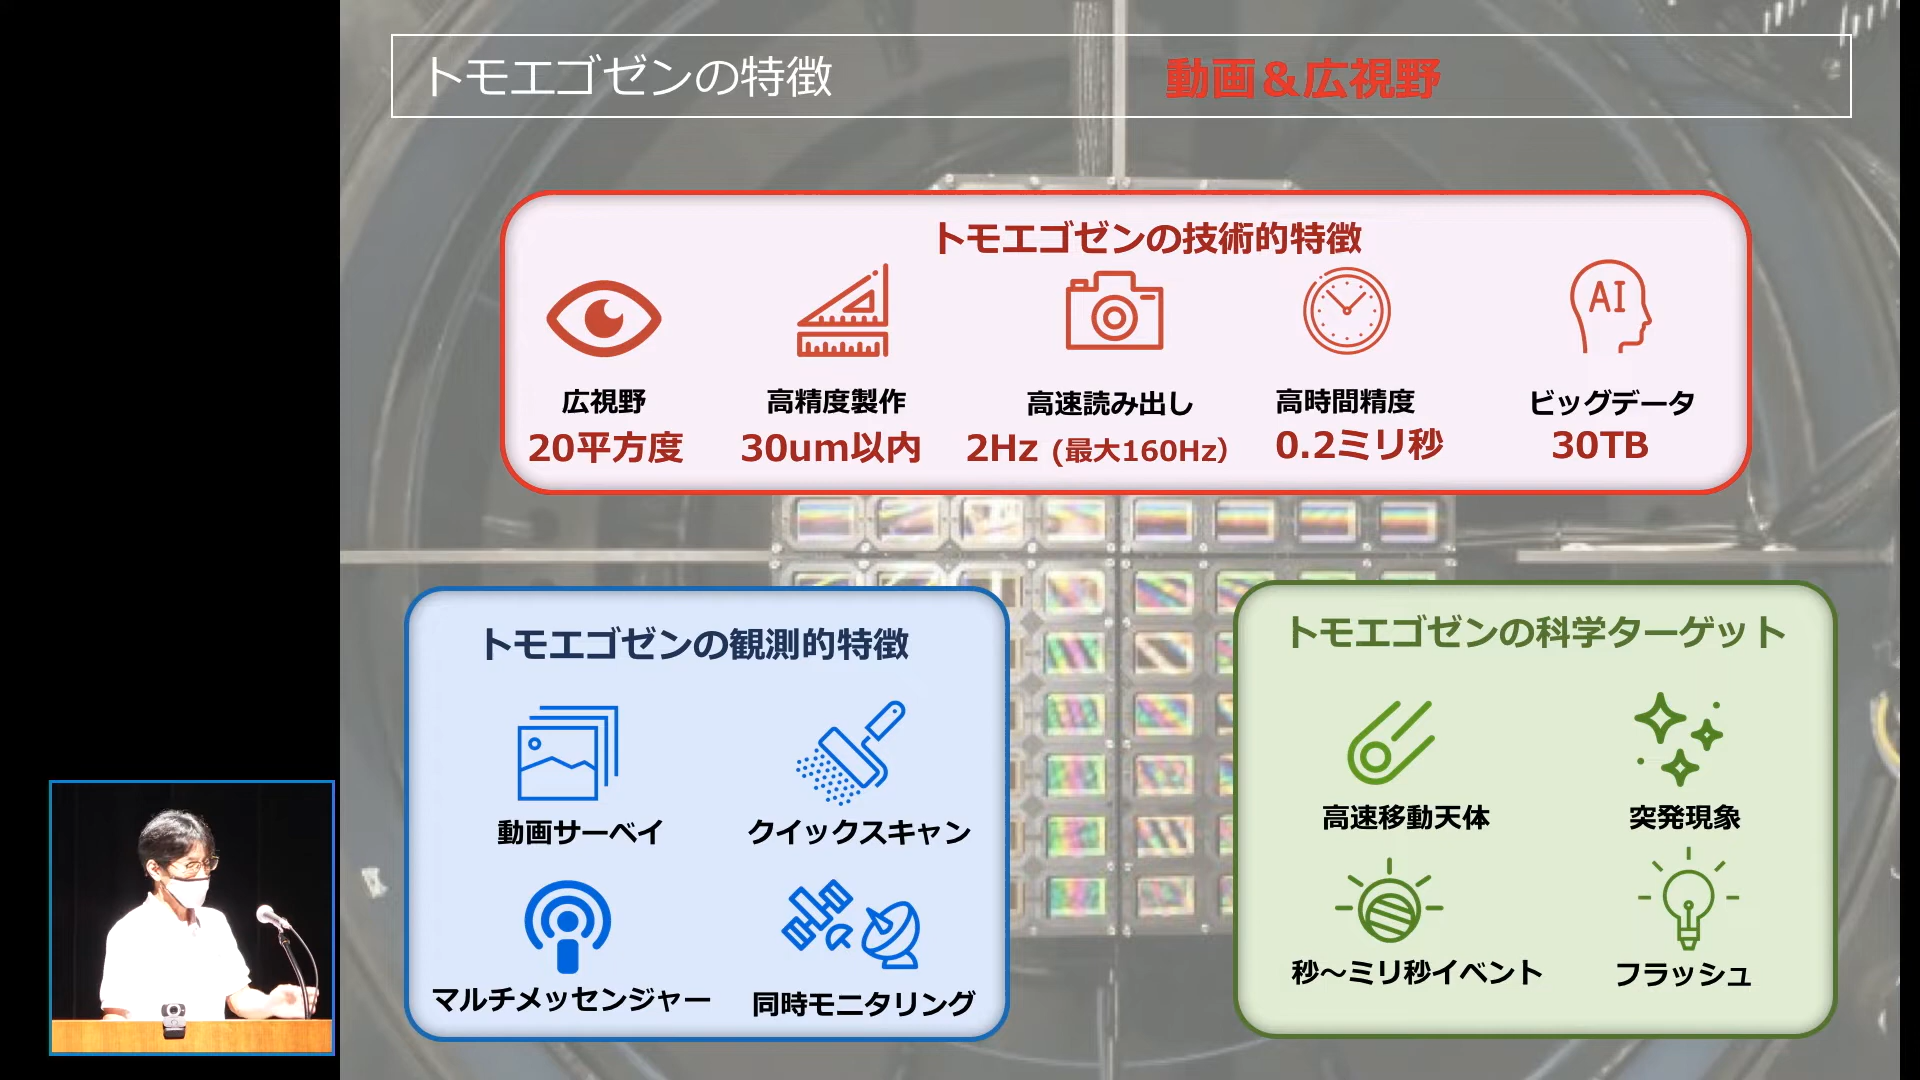 トモエゴゼンの特徴
動画＆広視野
トモエゴゼンの技術的特徴
AI
広視野
高精度製作
高速読み出し
高時間精度
ビッグデータ
20平方度
30um以内
2Hz (最大160Hz)
0.2ミリ秒
30TB
トモエゴゼンの観測的特徴
動画サーベイ
クイックスキャン
マルチメッセンジャー
同時モニタリング
トモエゴゼンの科学ターゲット
高速移動天体
突発現象
秒～ミリ秒イベント
フラッシュ